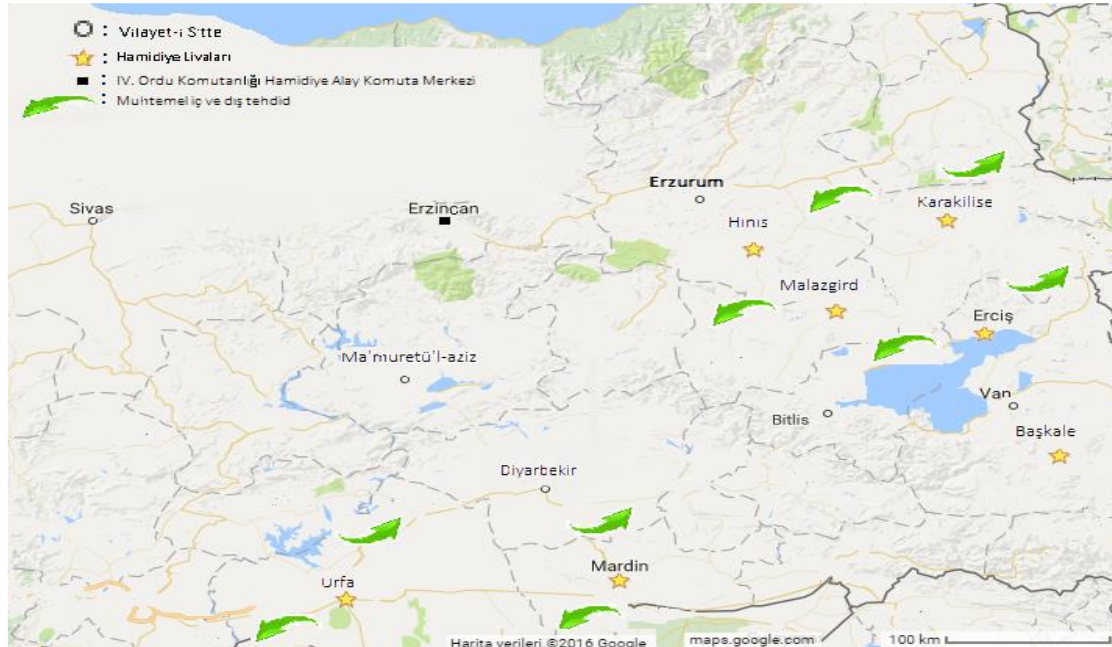 : Vilayet-i Sitte
: Hamidiye Livaları
: IV. Ordu Komutanlığı Hamidiye Alay Komuta Merkezi
: Muhtemel iç ve dış tehdid
Erzurum
Karakilise
Sivas
Erzincan
Hınıs
Malazgird
Erciş
Ma'muretü'l-aziz
Van
Bitlis
Başkale
Diyarbekir
Mardin
Urfa
Harita verileri ©2016 Google
maps.google.com
100 km